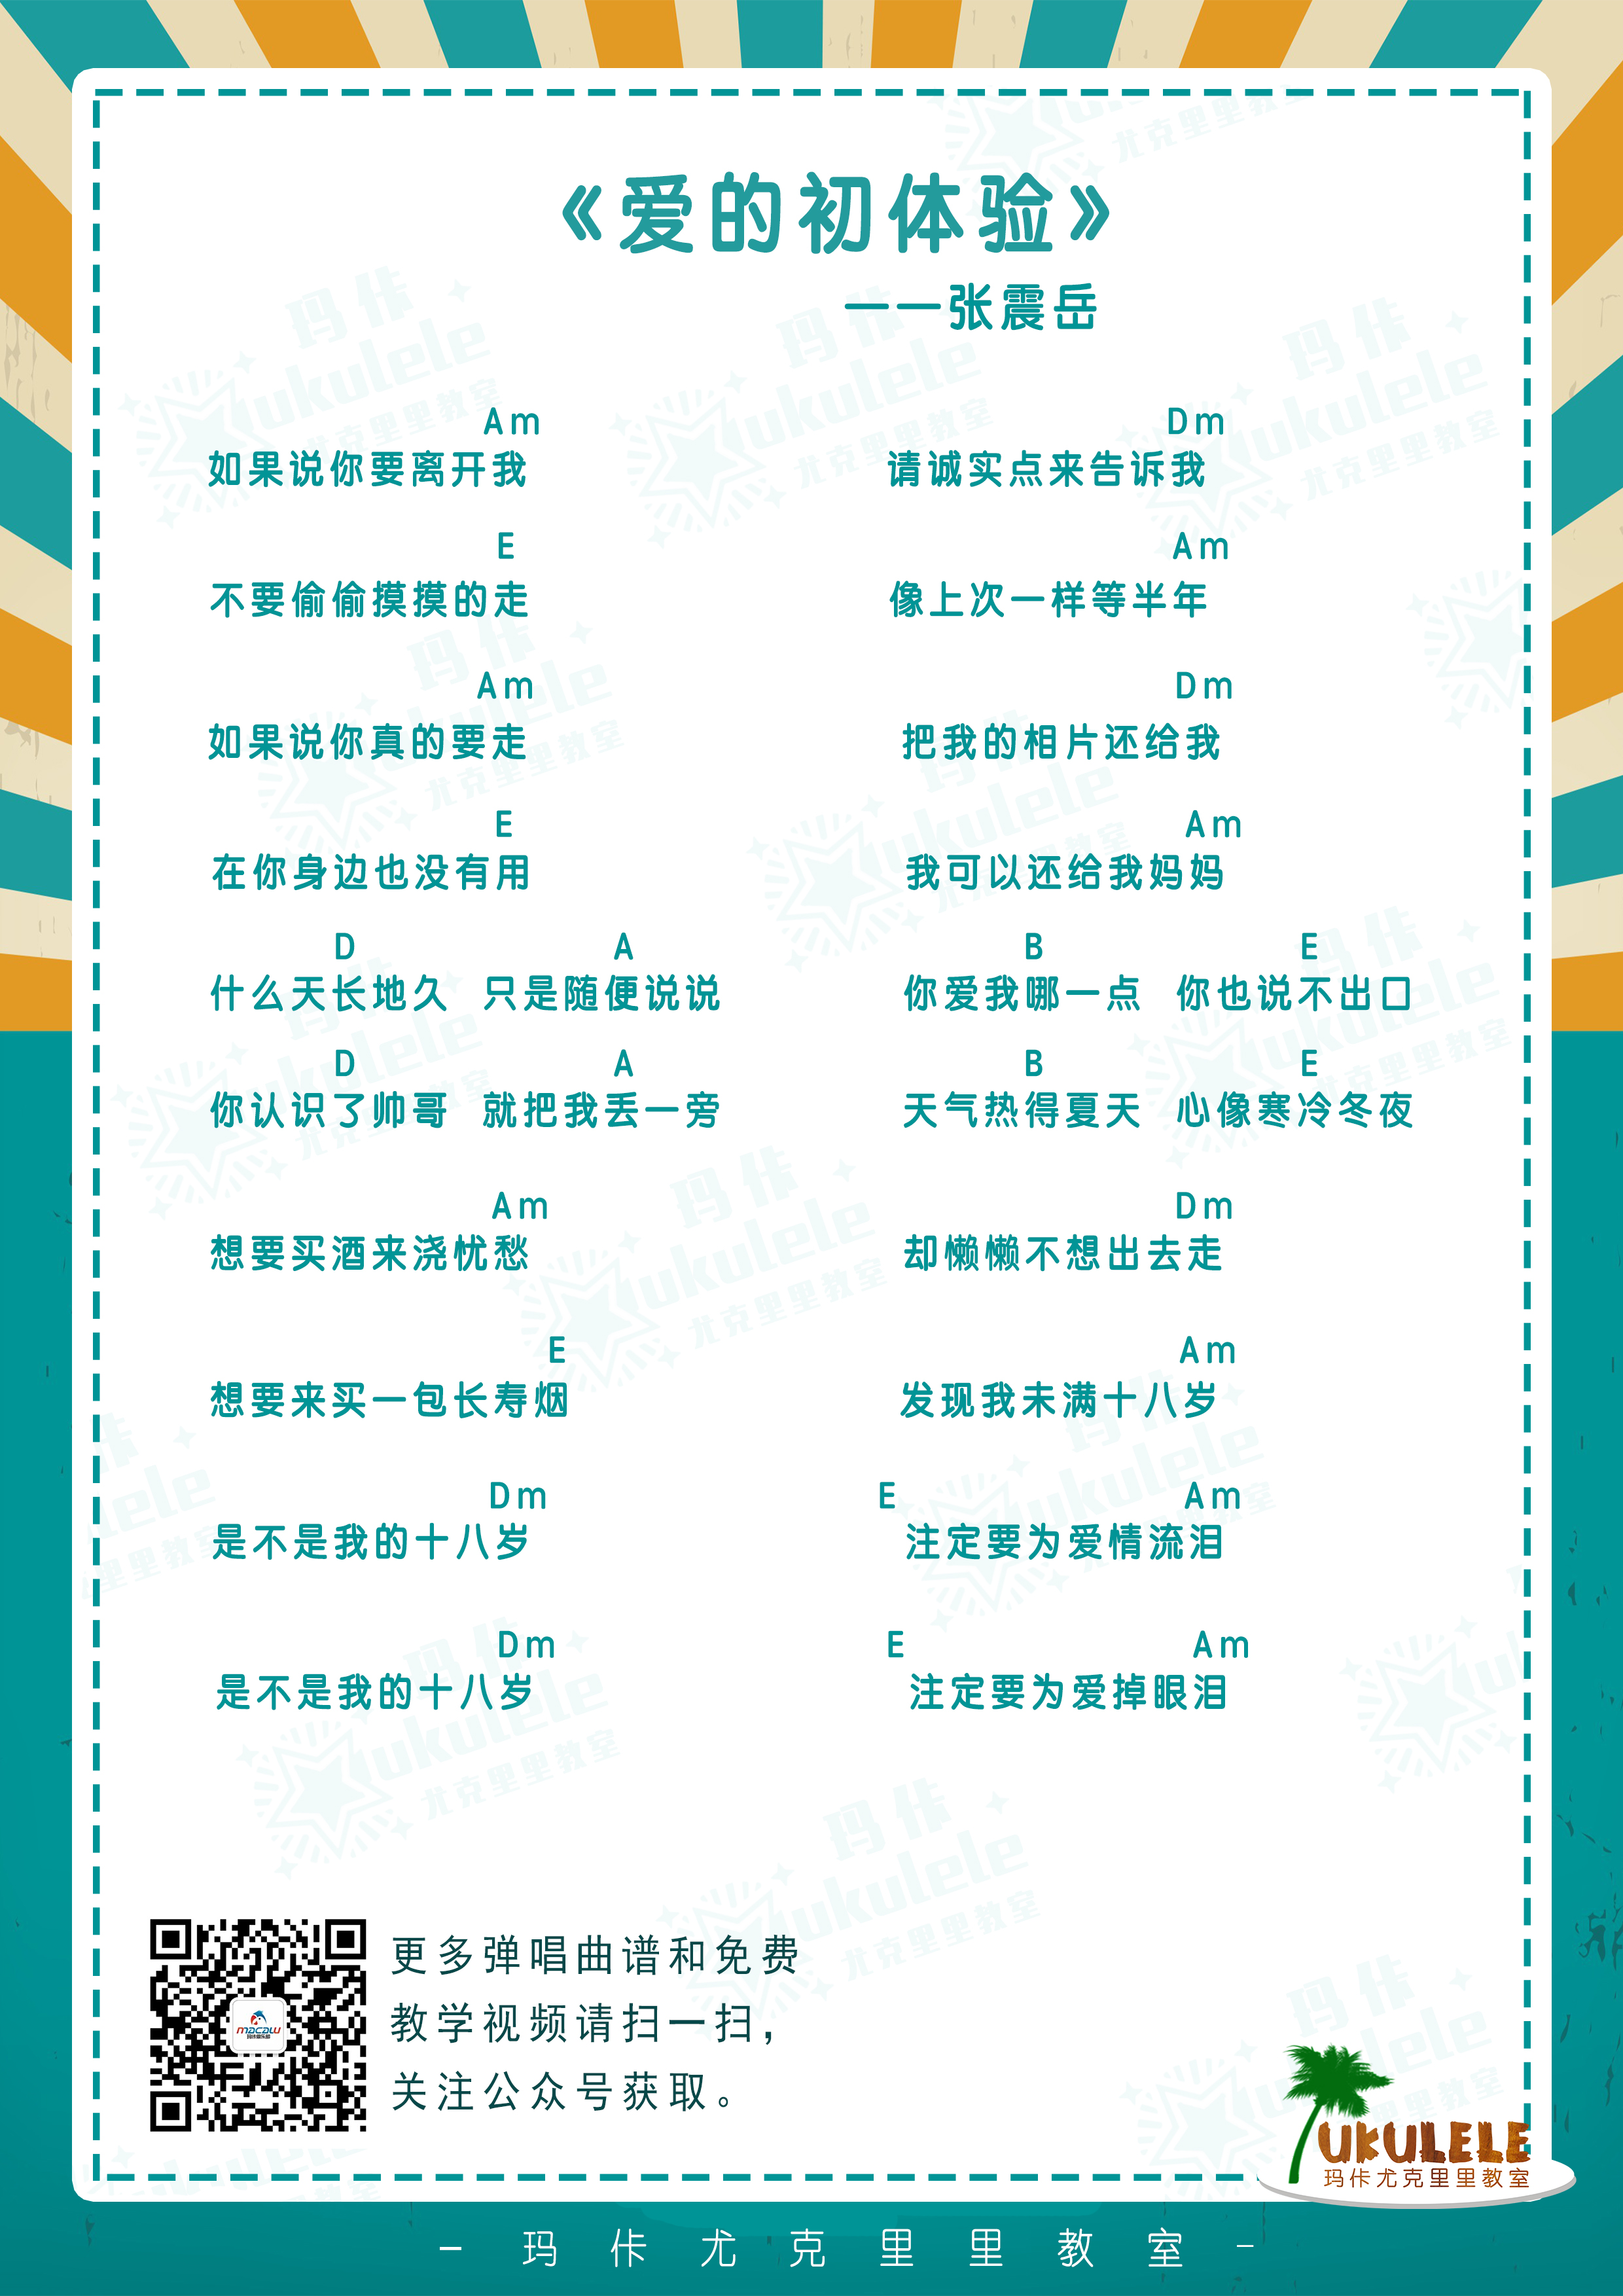 《爱的初体验》
——张震岳
Am Dm
如果说你要离开我 请诚实点来告诉我
E Am
不要偷偷摸摸的走 像上次一样等半年
Am Dm
如果说你真的要走 把我的相片还给我
E Am
在你身边也没有用 我可以还给我妈妈
D A B E
什么天长地久 只是随便说说 你爱我哪一点 你也说不出口
D A B E
你认识了帅哥 就把我丢一旁 天气热得夏天 心像寒冷冬夜
Am Dm
想要买酒来浇忧愁 却懒懒不想出去走
E Am
想要来买一包长寿烟 发现我未满十八岁
Dm E Am
是不是我的十八岁 注定要为爱情流泪
Dm E Am
是不是我的十八岁 注定要为爱掉眼泪
更多弹唱曲谱和免费
教学视频请扫一扫，
关注公众号获取。
macaw
UKULELE
玛佧尤克里里教室
- 玛佧尤克里里教室 -
玛佧
ukulele
尤克里里教室